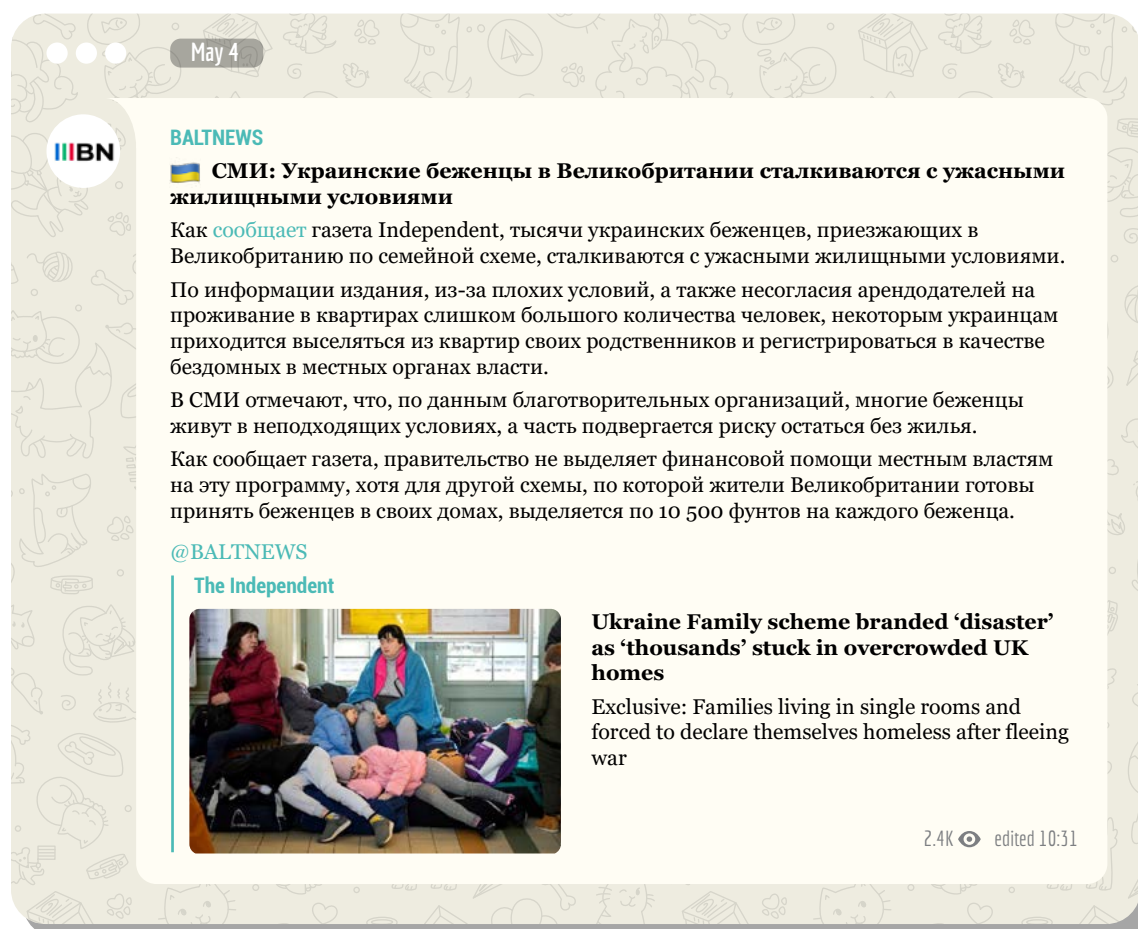 May 4
BN
BALTNEWS
🇺🇦 СМИ: Украинские беженцы в Великобритании сталкиваются с ужасными
жилищными условиями
Как сообщает газета Independent, тысячи украинских беженцев, приезжающих в
Великобританию по семейной схеме, сталкиваются с ужасными жилищными условиями.
По информации издания, из-за плохих условий, а также несогласия арендодателей на
проживание в квартирах слишком большого количества человек, некоторым украинцам
приходится выселяться из квартир своих родственников и регистрироваться в качестве
бездомных в местных органах власти.
В СМИ отмечают, что, по данным благотворительных организаций, многие беженцы
живут в неподходящих условиях, а часть подвергается риску остаться без жилья.
Как сообщает газета, правительство не выделяет финансовой помощи местным властям
на эту программу, хотя для другой схемы, по которой жители Великобритании готовы
принять беженцев в своих домах, выделяется по 10 500 фунтов на каждого беженца.
@BALTNEWS
The Independent
Ukraine Family scheme branded ‘disaster’
as ‘thousands’ stuck in overcrowded UK
homes
Exclusive: Families living in single rooms and
forced to declare themselves homeless after fleeing
war
2.4K edited 10:31